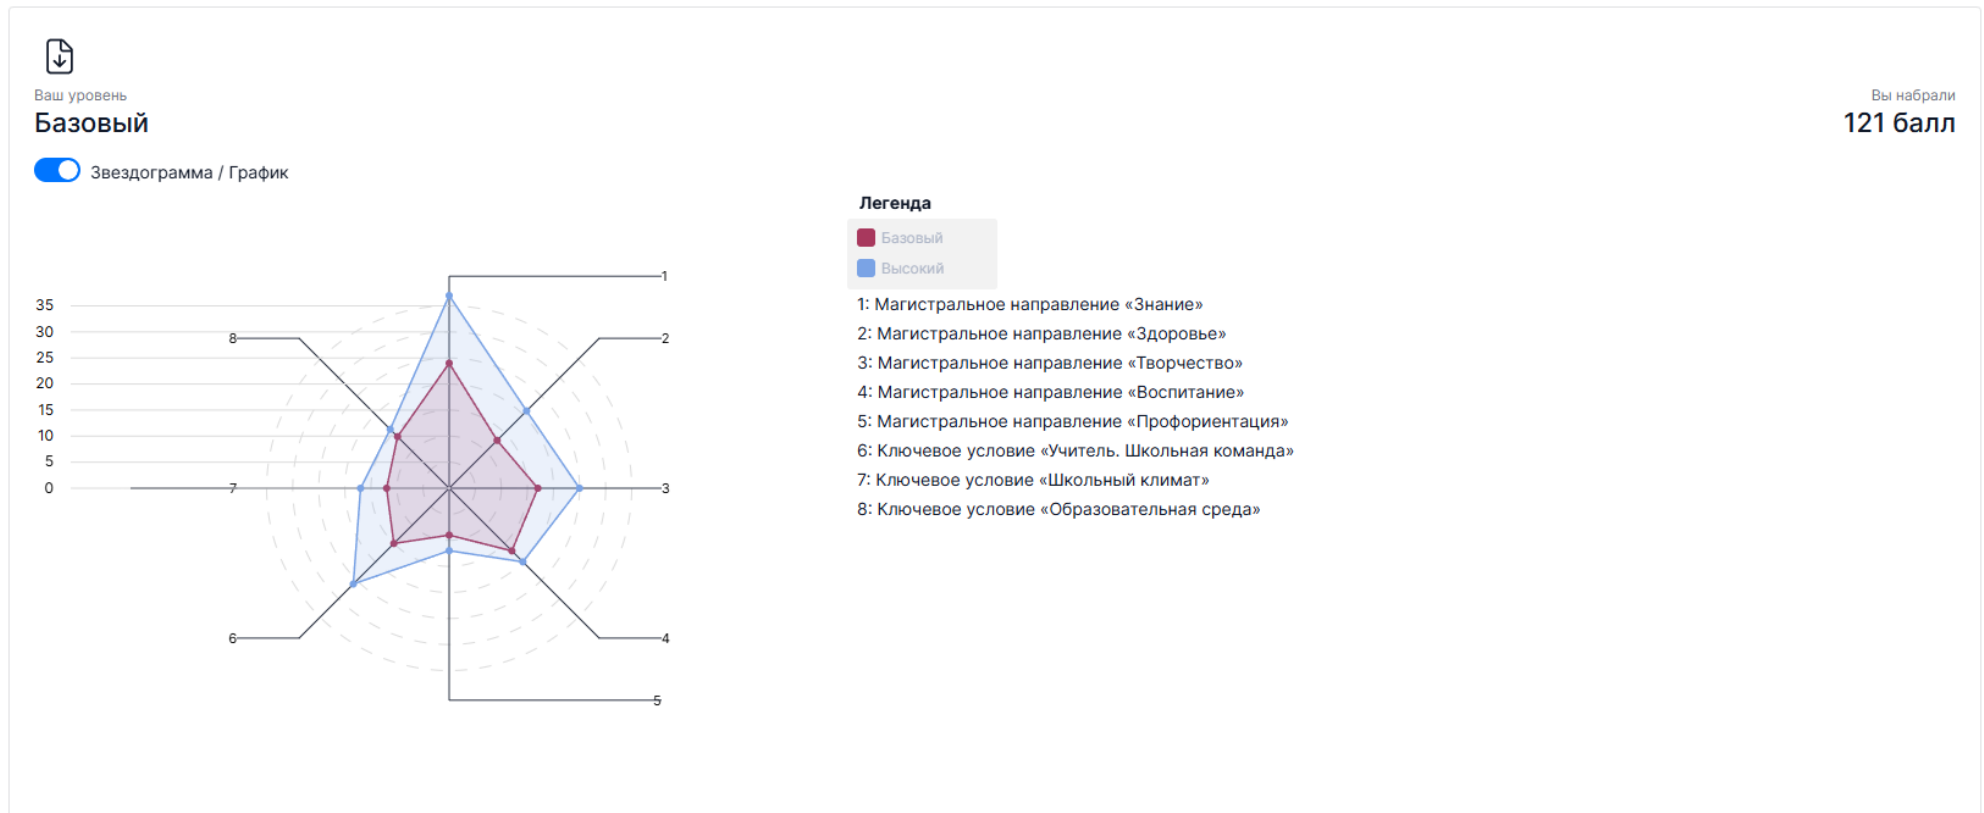 Ваш уровень
Базовый
Вы набрали
121 балл
Звездограмма / График
35
30
25
20
15
10
5
0
1
2
3
4
5
6
7
8
Легенда
Базовый
Высокий
1: Магистральное направление «Знание»
2: Магистральное направление «Здоровье»
3: Магистральное направление «Творчество»
4: Магистральное направление «Воспитание»
5: Магистральное направление «Профориентация»
6: Ключевое условие «Учитель. Школьная команда»
7: Ключевое условие «Школьный климат»
8: Ключевое условие «Образовательная среда»